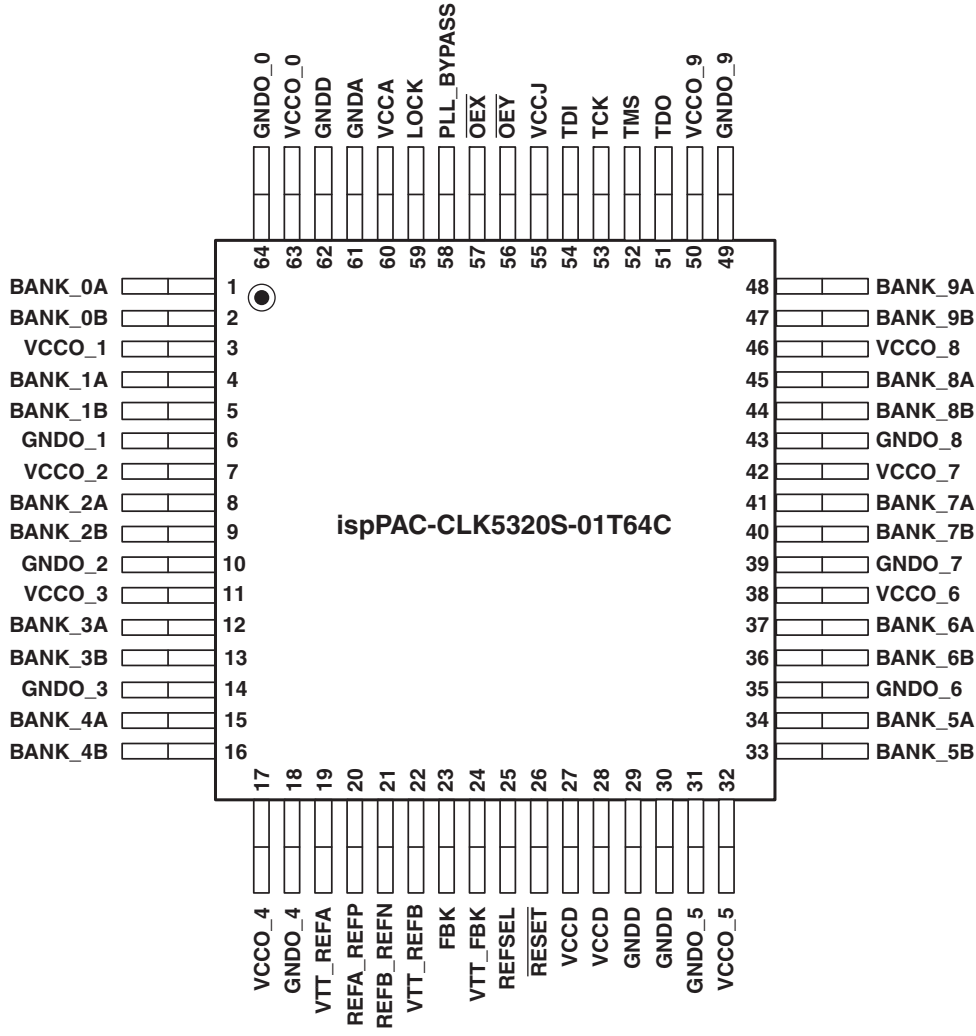 GNDO_0
VCCO_0
GNDD
GNDA
VCCA
LOCK
PLL_BYPASS
OEX
OEY
VCCJ
TDI
TCK
TMS
TDO
VCCO_9
GNDO_9
64
63
62
61
60
59
58
57
56
55
54
53
52
51
50
49
BANK_0A 1
BANK_0B 2
VCCO_1 3
BANK_1A 4
BANK_1B 5
GNDO_1 6
VCCO_2 7
BANK_2A 8
BANK_2B 9
GNDO_2 10
VCCO_3 11
BANK_3A 12
BANK_3B 13
GNDO_3 14
BANK_4A 15
BANK_4B 16
ispPAC-CLK5320S-01T64C
48 BANK_9A
47 BANK_9B
46 VCCO_8
45 BANK_8A
44 BANK_8B
43 GNDO_8
42 VCCO_7
41 BANK_7A
40 BANK_7B
39 GNDO_7
38 VCCO_6
37 BANK_6A
36 BANK_6B
35 GNDO_6
34 BANK_5A
33 BANK_5B
17
18
19
20
21
22
23
24
25
26
27
28
29
30
31
32
VCCO_4
GNDO_4
VTT_REFA
REFA_REFP
REFB_REFN
VTT_REFB
FBK
VTT_FBK
REFSEL
RESET
VCCD
VCCD
GNDD
GNDD
GNDO_5
VCCO_5